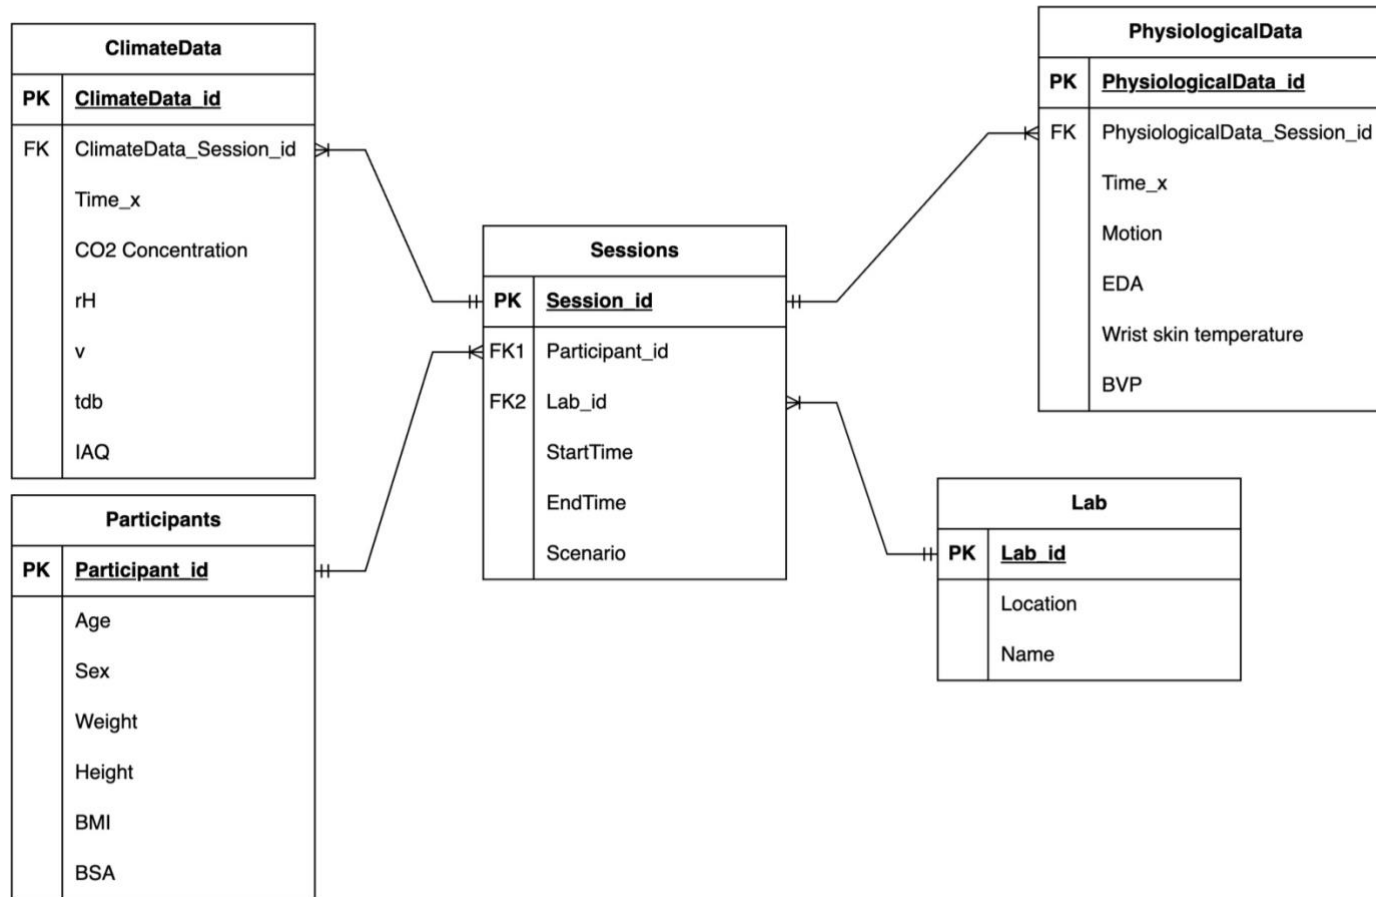 ClimateData
PK ClimateData_id
FK ClimateData_Session_id
Time_x
CO2 Concentration
rH
v
tdb
IAQ
Participants
PK Participant_id
Age
Sex
Weight
Height
BMI
BSA
Sessions
PK Session_id
FK1 Participant_id
FK2 Lab_id
StartTime
EndTime
Scenario
PhysiologicalData
PK PhysiologicalData_id
FK PhysiologicalData_Session_id
Time_x
Motion
EDA
Wrist skin temperature
BVP
Lab
PK Lab_id
Location
Name